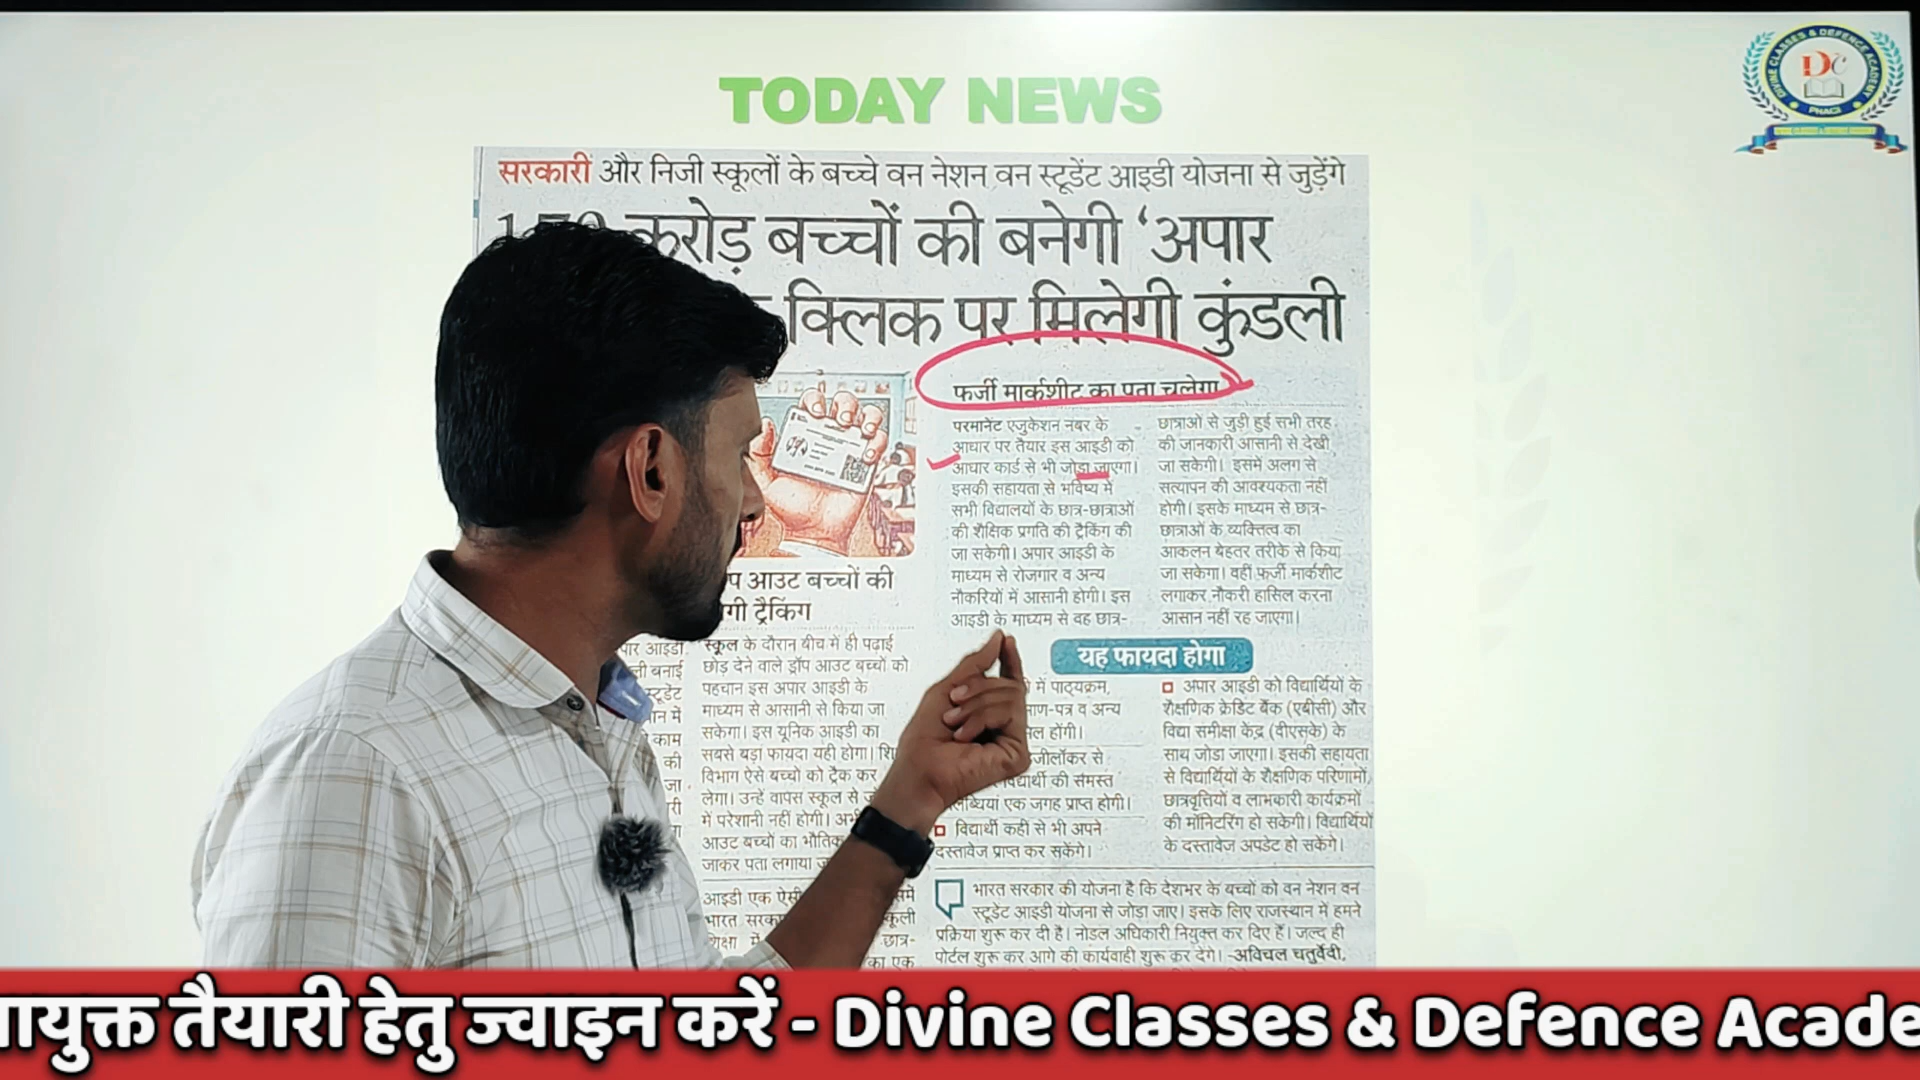 TODAY NEWS
DIVINE CLASSES & DEFENCE ACADEMY
DC
सरकारी और निजी स्कूलों के बच्चे वन नेशन वन स्टूडेंट आइडी योजना से जुड़ेंगे
करोड़ बच्चों की बनेगी ‘अपार
क्लिक पर मिलेगी कुंडली
आउट बच्चों की
ट्रैकिंग
स्कूल के दौरान बीच में ही पढ़ाई
छोड़ देने वाले ड्रॉप आउट बच्चों को
पहचान इस अपार आइडी के
माध्यम से आसानी से किया जा
सकेगा। इस यूनिक आइडी का
सबसे बड़ा फायदा यही होगा।
विभाग ऐसे बच्चो को ट्रैक कर
लेगा। उन्हें वापस स्कूल से
में परेशानी नहीं होगी।
आउट बच्चों का
जाकर पता लगाया
आइडी एक
भारत
का एक
फर्जी मार्कशीट का पता चलेगा
परमानेंट एजुकेशन नंबर के
आधार पर तैयार इस आइडी को
आधार कार्ड से भी जोड़ा जाएगा।
इसकी सहायता से भविष्य में
सभी विद्यालयों के छात्र-छात्राओं
की शैक्षिक प्रगति की ट्रैकिंग की
जा सकेगी। अपार आइडी के
माध्यम से रोजगार व अन्य
नौकरियों में आसानी होगी। इस
आइडी के माध्यम से वह छात्र-
छात्राओं से जुड़ी हुई सभी तरह
की जानकारी आसानी से देखी
जा सकेगी। इसमें अलग से
सत्यापन की आवश्यकता नहीं
होगी। इसके माध्यम से छात्र-
छात्राओं के व्यक्तित्व का
आकलन बेहतर तरीके से किया
जा सकेगा। वहीं फर्जी मार्कशीट
लगाकर नौकरी हासिल करना
आसान नहीं रह जाएगा।
यह फायदा होगा
में पाठ्यक्रम,
व अन्य
होंगी।
से
की समस्त
एक जगह प्राप्त होगी।
विद्यार्थी कहीं से भी अपने
दस्तावेज प्राप्त कर सकेंगे।
अपार आइडी को विद्यार्थियों के
शैक्षणिक क्रेडिट बैंक (एबीसी) और
विद्या समीक्षा केंद्र (वीएसके) के
साथ जोडा जाएगा। इसकी सहायता
से विद्यार्थियों के शैक्षणिक परिणामों,
छात्रवृत्तियों व लाभकारी कार्यक्रमों
की मॉनिटरिंग हो सकेगी। विद्यार्थियों
के दस्तावेज अपडेट हो सकेंगे।
भारत सरकार की योजना है कि देशभर के बच्चों को वन नेशन वन
स्टूडेंट आइडी योजना से जोडा जाए। इसके लिए राजस्थान में हमने
प्रक्रिया शुरू कर दी है। नोडल अधिकारी नियुक्त कर दिए हैं। जल्द ही
पोर्टल शुरू कर आगे की कार्यवाही शुरू कर देंगे। -अविचल चतुर्वेदी,
तैयारी हेतु ज्वाइन करें - Divine Classes & Defence